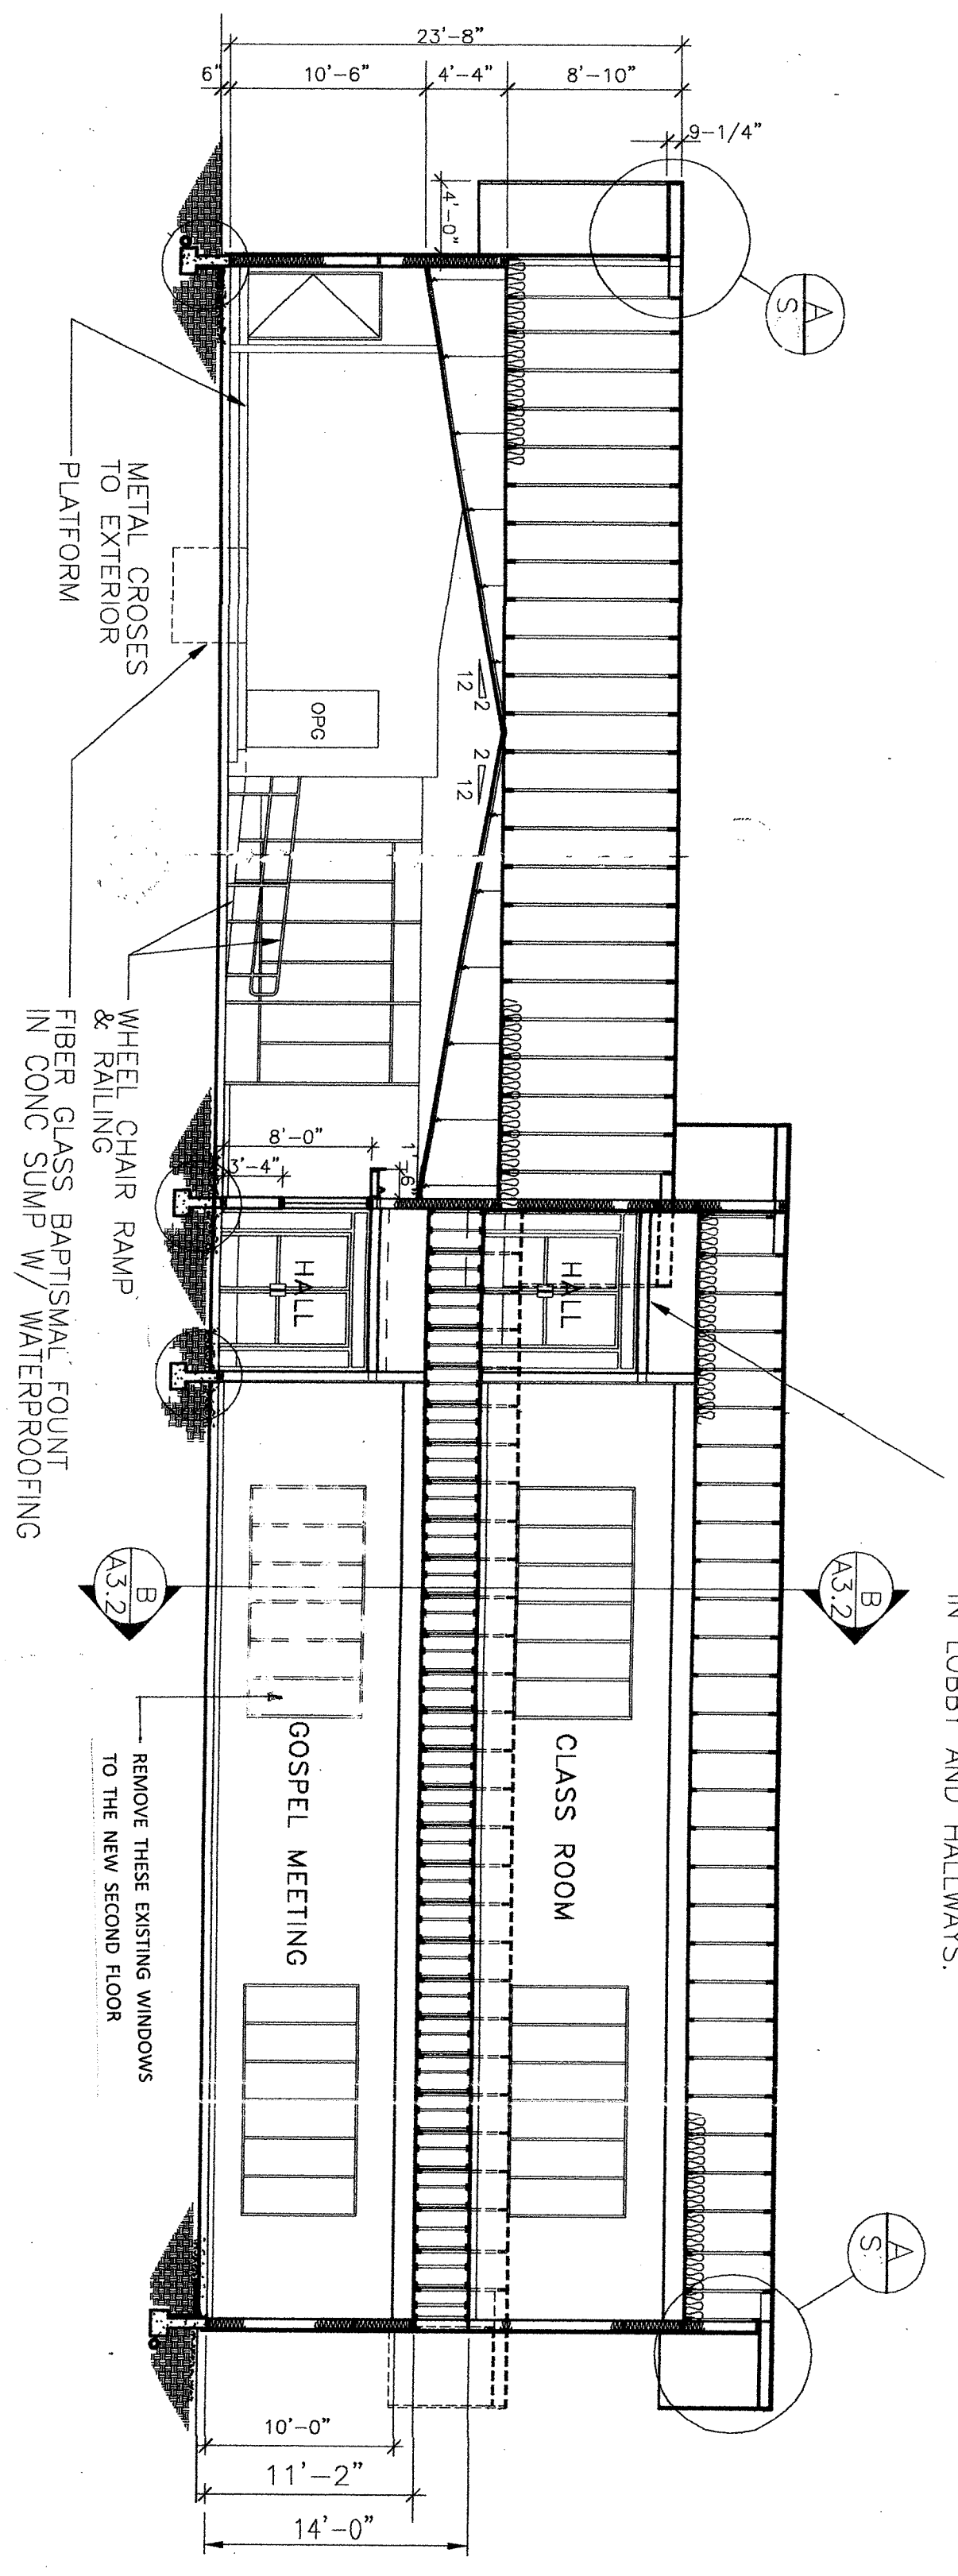 23'-8"
6"
10'-6"
4'-4"
8'-10"
9-1/4"
4'-0"
A
S
METAL CROSES
TO EXTERIOR
PLATFORM
OPG
2
12
2
12
WHEEL CHAIR RAMP
& RAILING
FIBER GLASS BAPTISMAL FOUNT
IN CONC SUMP W/ WATERPROOFING
8'-0"
3'-4"
HALL
HALL
IN LOBBY AND HALLWAYS.
B
A3.2
B
A3.2
CLASS ROOM
GOSPEL MEETING
REMOVE THESE EXISTING WINDOWS
TO THE NEW SECOND FLOOR
A
S
10'-0"
11'-2"
14'-0"